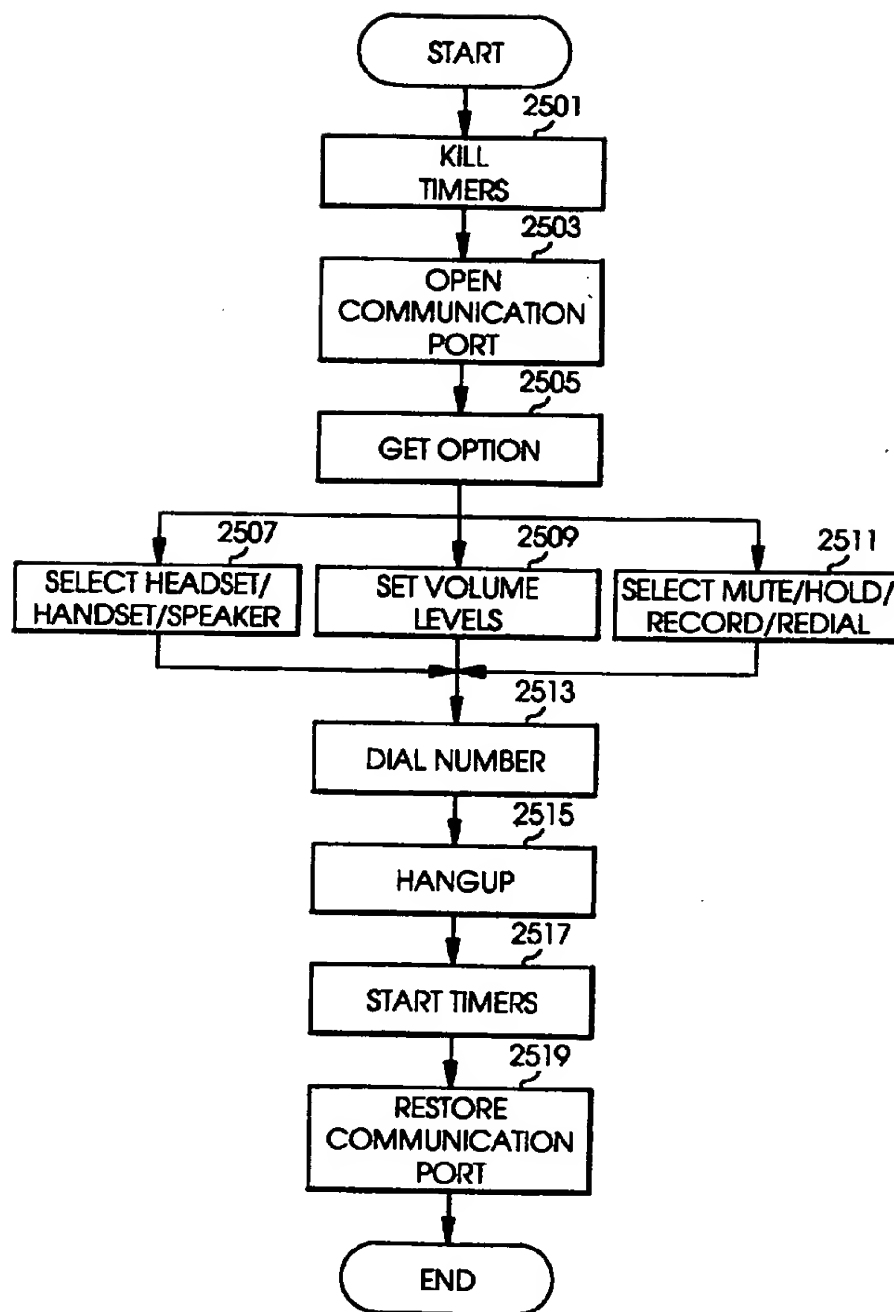 START
2501
KILL
TIMERS
2503
OPEN
COMMUNICATION
PORT
2505
GET OPTION
2507
SELECT HEADSET/
HANDSET/SPEAKER
2509
SET VOLUME
LEVELS
2511
SELECT MUTE/HOLD/
RECORD/REDIAL
2513
DIAL NUMBER
2515
HANGUP
2517
START TIMERS
2519
RESTORE
COMMUNICATION
PORT
END